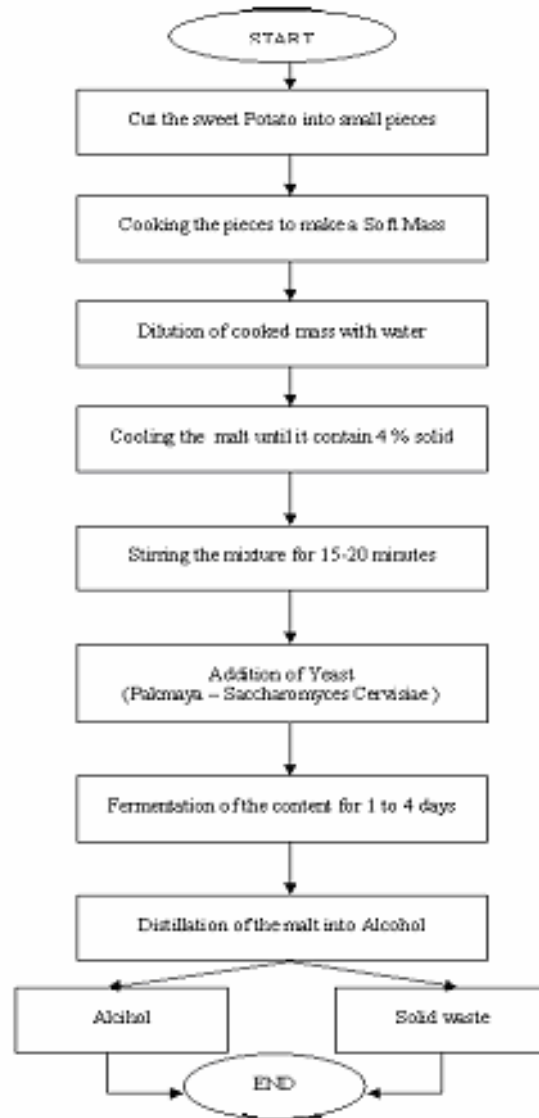 START
Cut the sweet Potato into small pieces
Cooking the pieces to make a Soft Mass
Dilution of cooked mass with water
Cooling the malt until it contain 4 % solid
Stirring the mixture for 15-20 minutes
Addition of Yeast
(Pakmaya – Saccharomyces Cervisiae )
Fermentation of the content for 1 to 4 days
Distillation of the malt into Alcohol
Alcihol
Solid waste
END